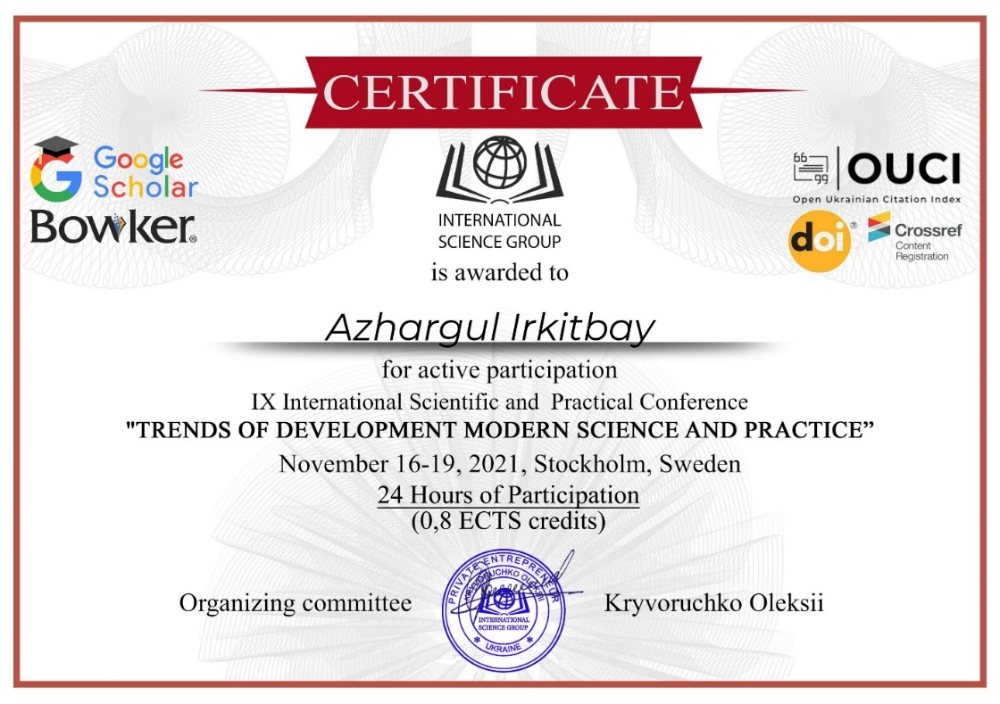 CERTIFICATE
Google
Scholar
Bowker®
INTERNATIONAL
SCIENCE GROUP
66
99
OUCI
Open Ukrainian Citation Index
doi®
Crossref
Content
Registration
is awarded to
Azhargul Irkitbay
for active participation
IX International Scientific and Practical Conference
"TRENDS OF DEVELOPMENT MODERN SCIENCE AND PRACTICE”
November 16-19, 2021, Stockholm, Sweden
24 Hours of Participation
(0,8 ECTS credits)
Organizing committee
PRIVATE ENTREPRENEUR
KRYVORUCHKO OLEKSII
INTERNATIONAL
SCIENCE GROUP
* UKRAINE *
Kryvoruchko Oleksii